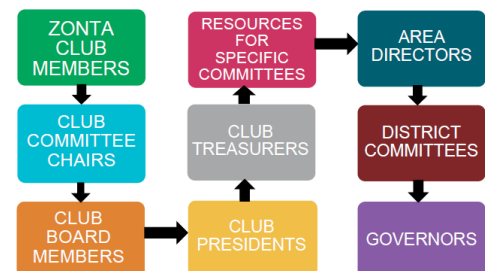 ZONTA
CLUB
MEMBERS
CLUB
COMMITTEE
CHAIRS
CLUB
BOARD
MEMBERS
CLUB
PRESIDENTS
CLUB
TREASURERS
RESOURCES
FOR
SPECIFIC
COMMITTEES
AREA
DIRECTORS
DISTRICT
COMMITTEES
GOVERNORS